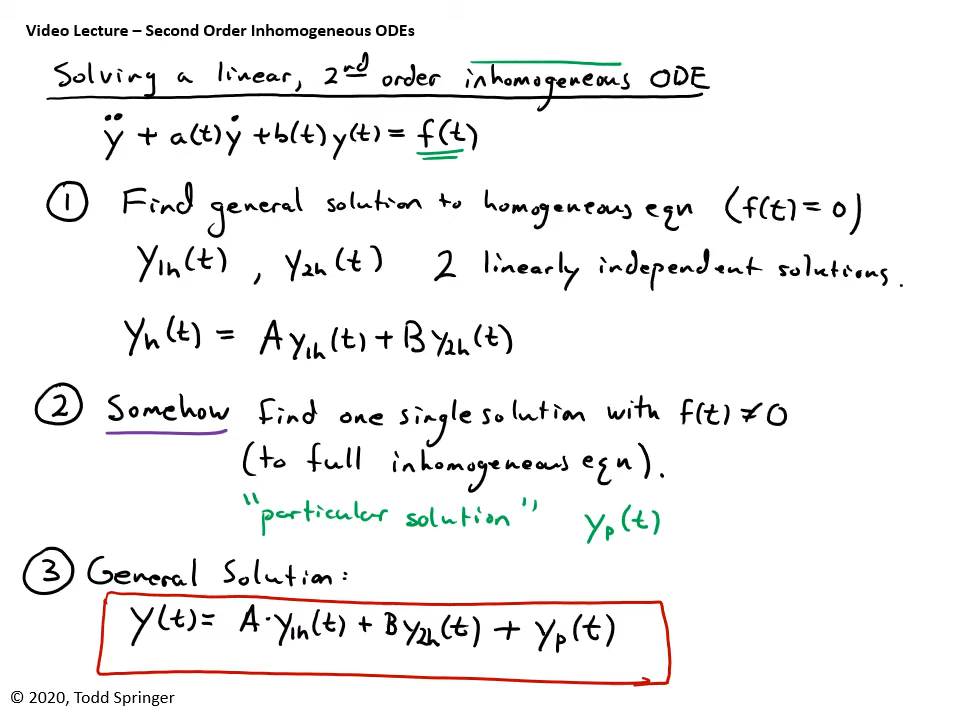 Video Lecture – Second Order Inhomogeneous ODEs
Solving a linear, 2nd order inhomogeneous ODE
ÿ + a(t)ẏ + b(t)y(t) = f(t)
① Find general solution to homogeneous eqn (f(t) = 0)
y₁ₕ(t), y₂ₕ(t) 2 linearly independent solutions.
yₕ(t) = A y₁ₕ(t) + B y₂ₕ(t)
② Somehow find one single solution with f(t) ≠ 0
(to full inhomogeneous eqn).
"particular solution" yₚ(t)
③ General Solution:
y(t) = A·y₁ₕ(t) + B y₂ₕ(t) + yₚ(t)
© 2020, Todd Springer